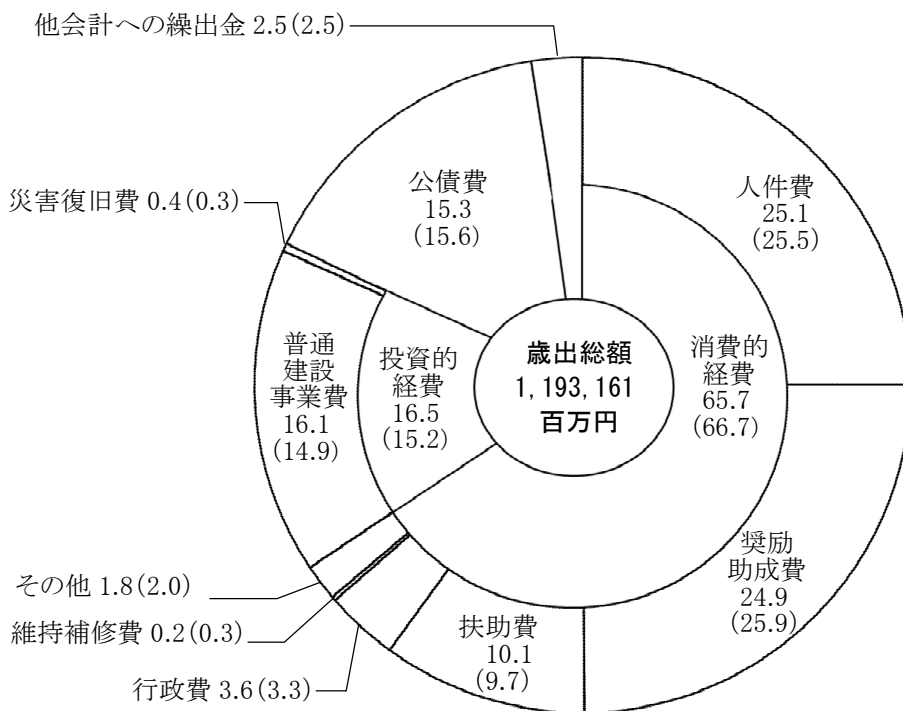 他会計への繰出金 2.5(2.5)
公債費
15.3
(15.6)
人件費
25.1
(25.5)
災害復旧費 0.4(0.3)
普通
建設
事業費
16.1
(14.9)
投資的
経費
16.5
(15.2)
歳出総額
1,193,161
百万円
消費的
経費
65.7
(66.7)
奨励
助成費
24.9
(25.9)
扶助費
10.1
(9.7)
その他 1.8(2.0)
維持補修費 0.2(0.3)
行政費 3.6(3.3)